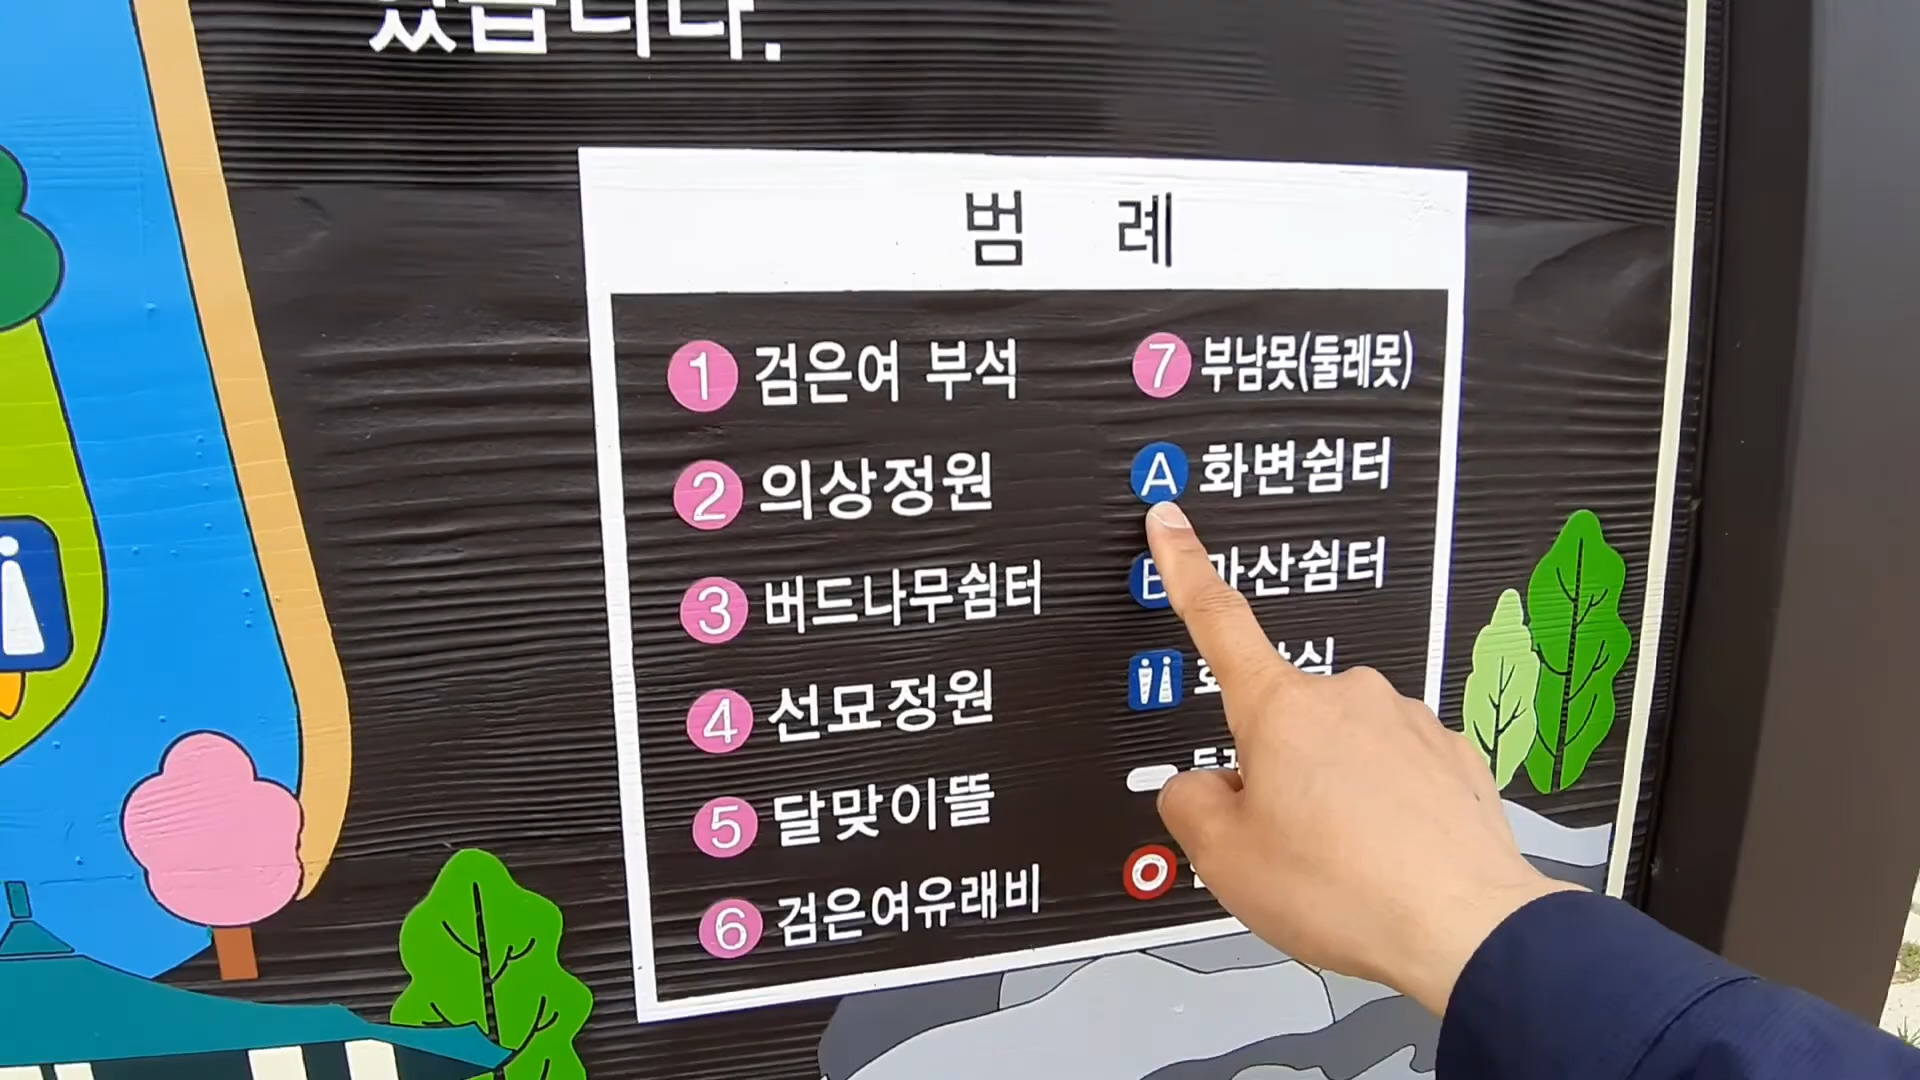 있습니다.
범 례
1 검은여 부석
2 의상정원
3 버드나무쉼터
4 선묘정원
5 달맞이뜰
6 검은여유래비
7 부남못(둘레못)
A 화변쉼터
B